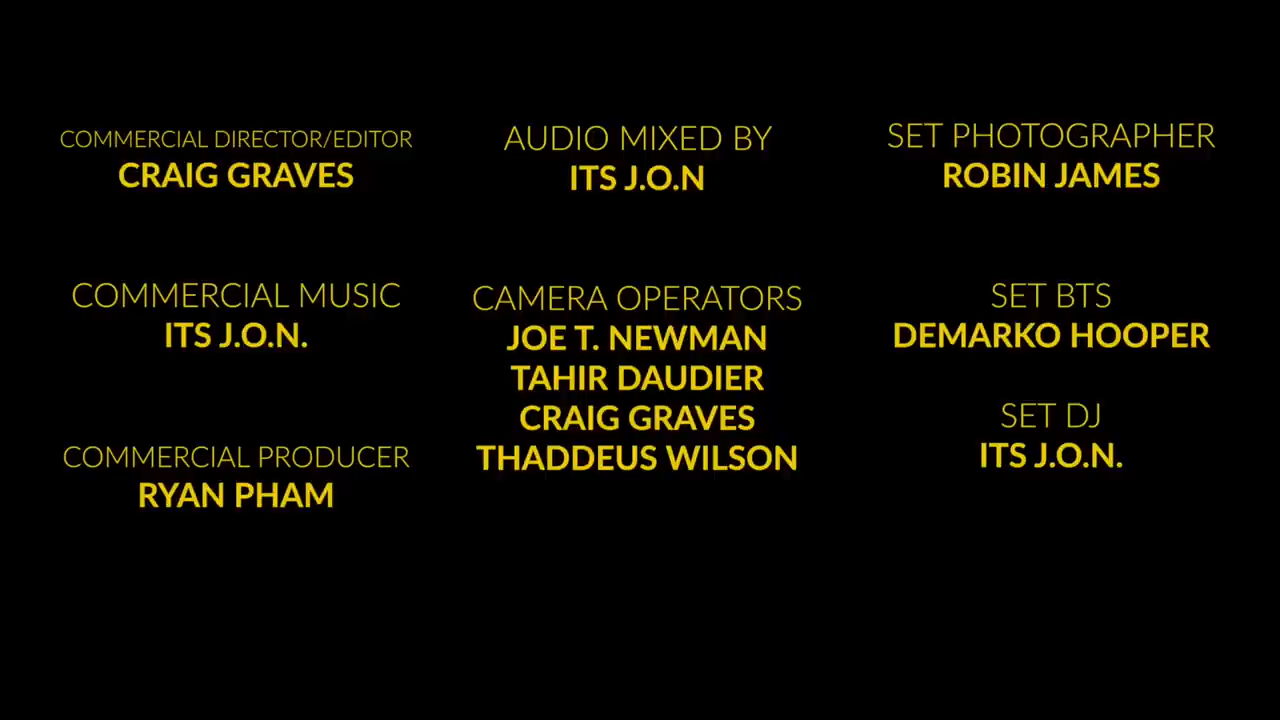 COMMERCIAL DIRECTOR/EDITOR
CRAIG GRAVES
COMMERCIAL MUSIC
ITS J.O.N.
COMMERCIAL PRODUCER
RYAN PHAM
AUDIO MIXED BY
ITS J.O.N
CAMERA OPERATORS
JOE T. NEWMAN
TAHIR DAUDIER
CRAIG GRAVES
THADDEUS WILSON
SET PHOTOGRAPHER
ROBIN JAMES
SET BTS
DEMARKO HOOPER
SET DJ
ITS J.O.N.